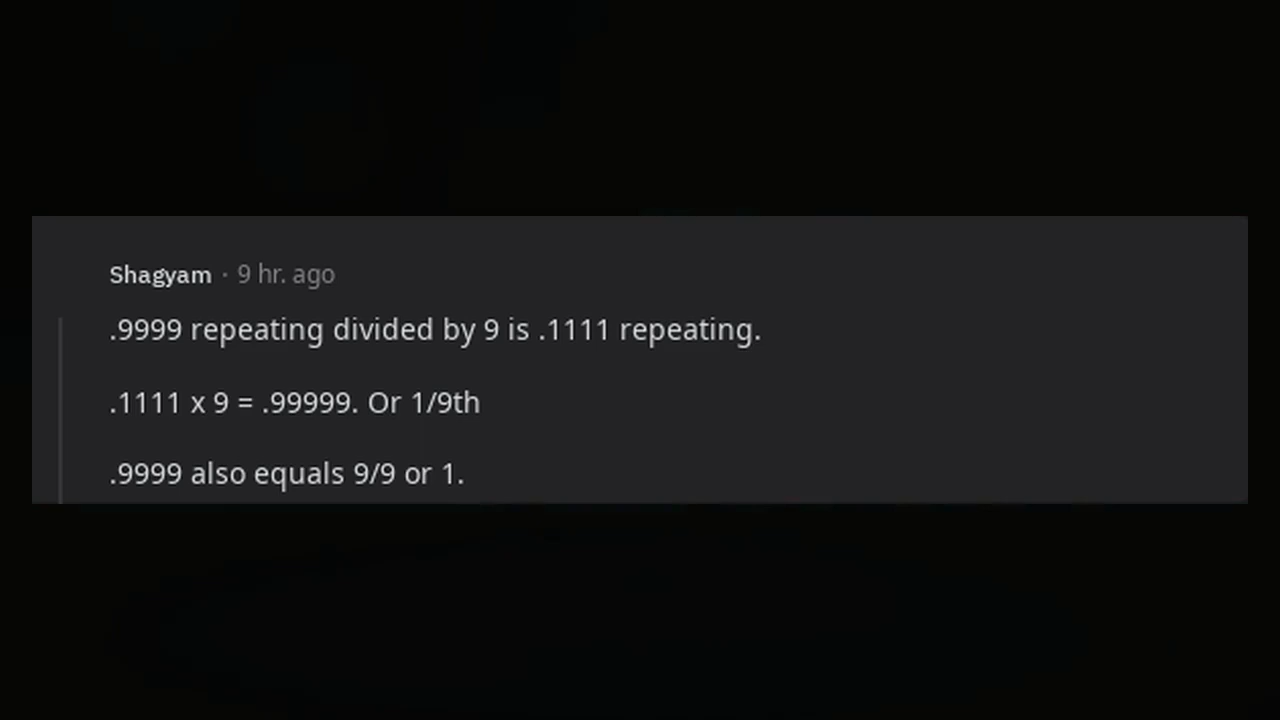 Shagyam · 9 hr. ago
.9999 repeating divided by 9 is .1111 repeating.
.1111 x 9 = .99999. Or 1/9th
.9999 also equals 9/9 or 1.